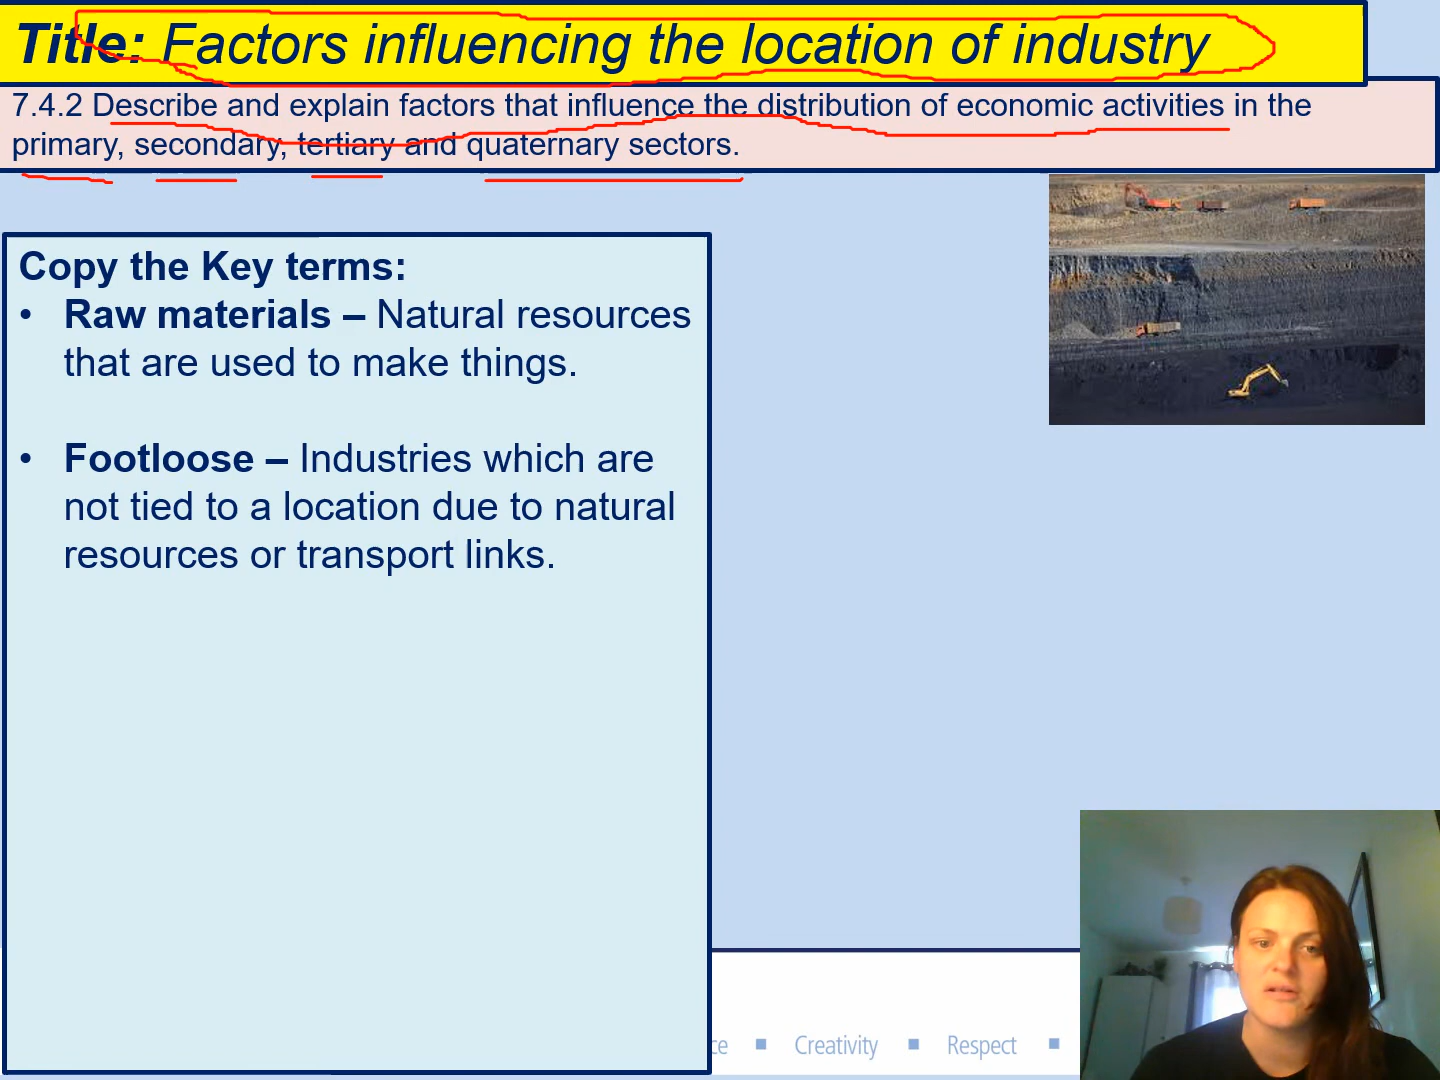 Title: Factors influencing the location of industry
7.4.2 Describe and explain factors that influence the distribution of economic activities in the
primary, secondary, tertiary and quaternary sectors.
Copy the Key terms:
• Raw materials – Natural resources
that are used to make things.
• Footloose – Industries which are
not tied to a location due to natural
resources or transport links.
ce ▪ Creativity ▪ Respect ▪